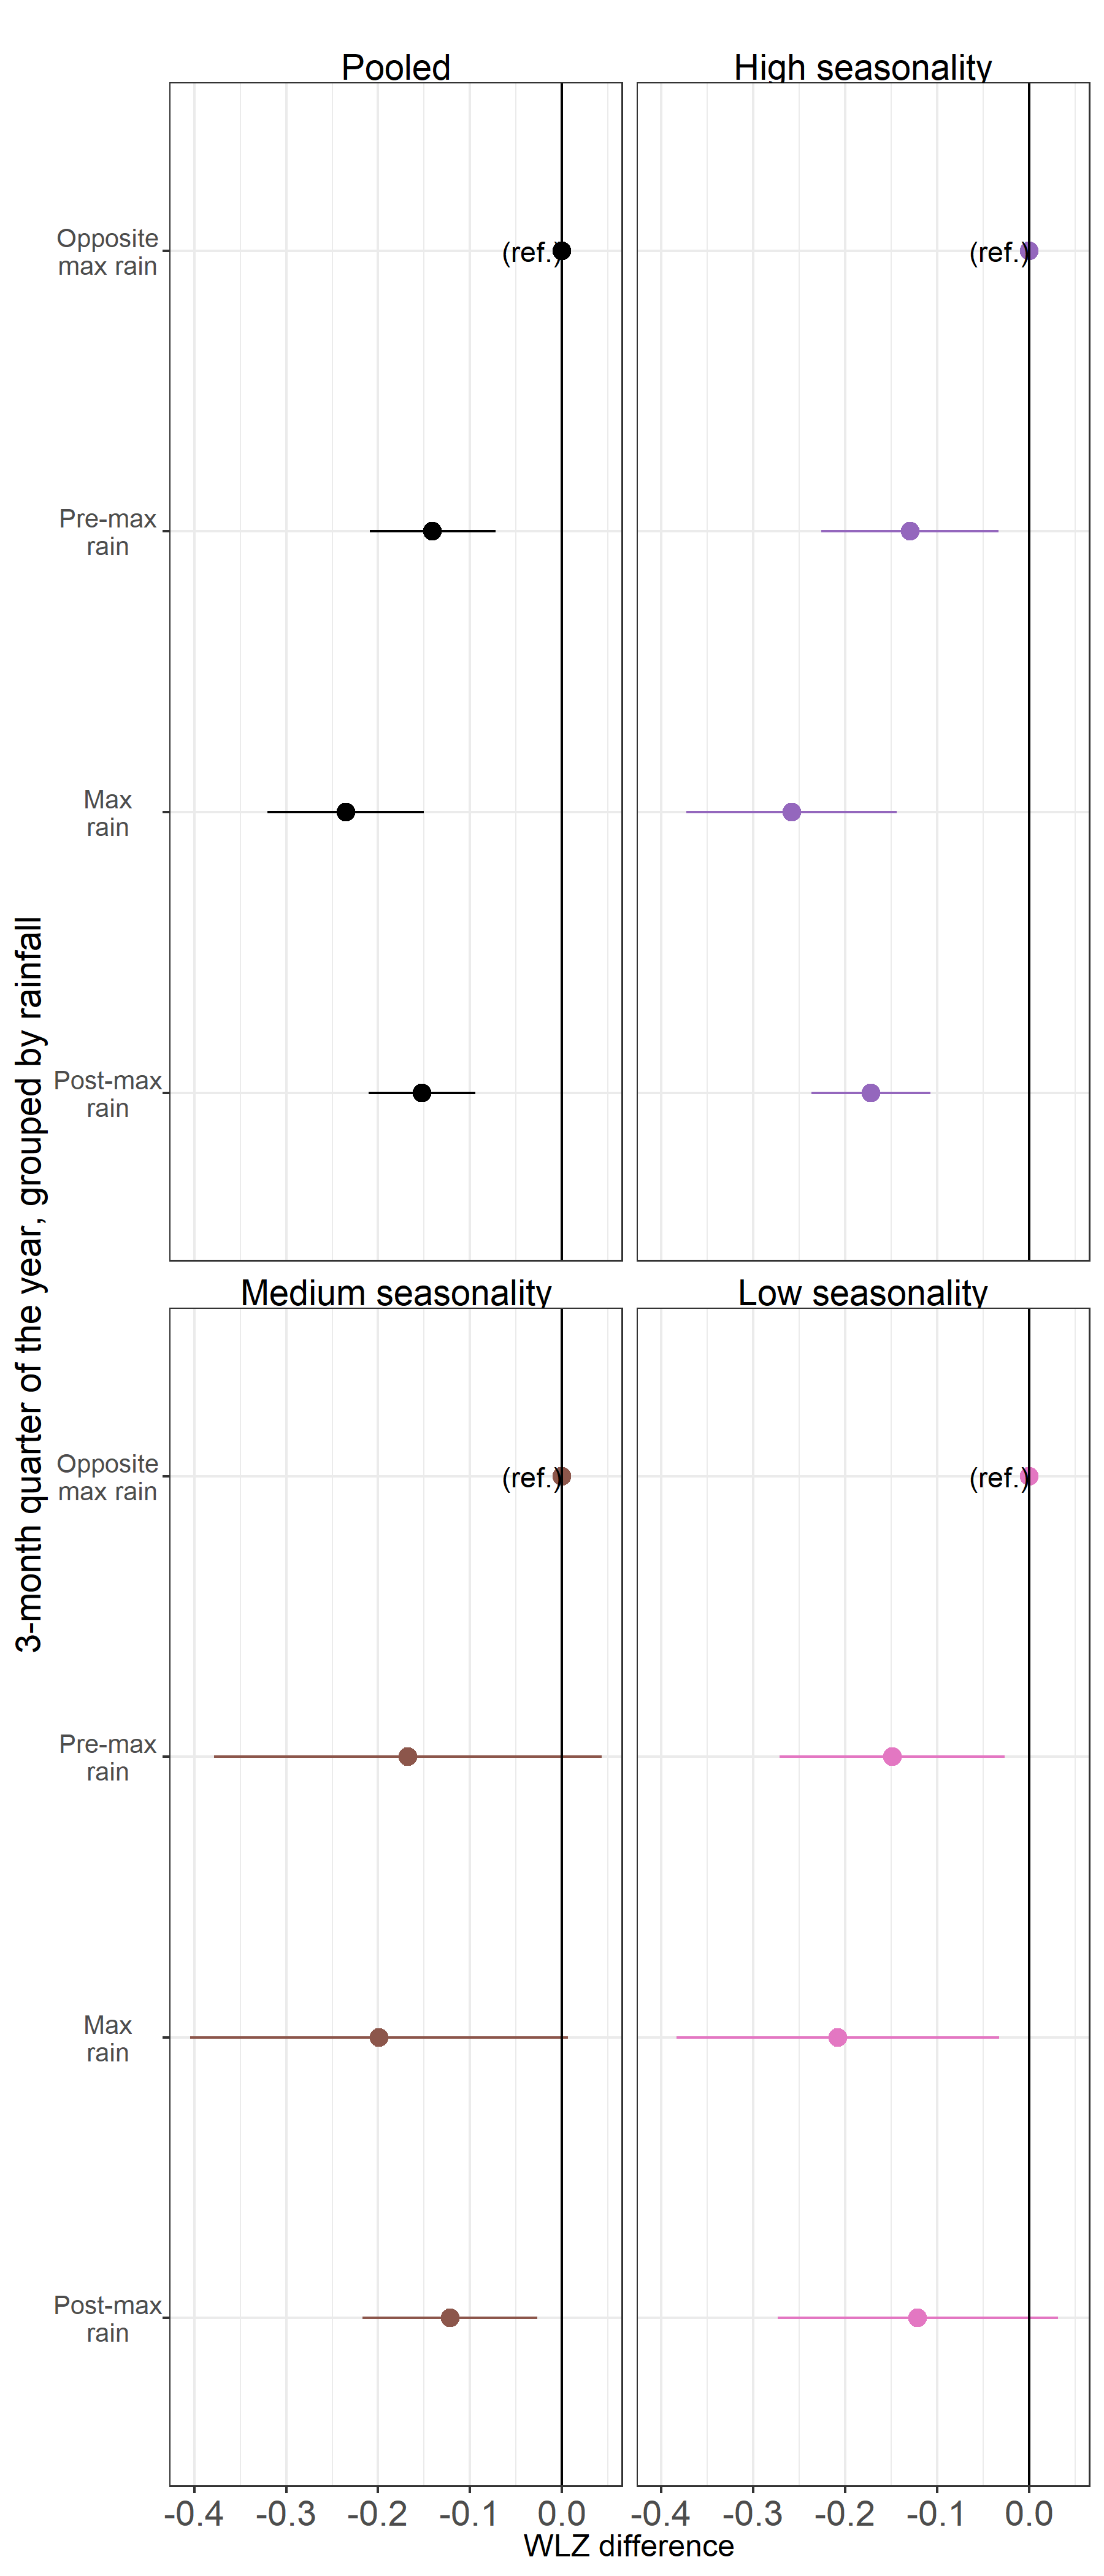 Pooled
High seasonality
Opposite
max rain
(ref.)
(ref.)
Pre-max
rain
Max
rain
Post-max
rain
3-month quarter of the year, grouped by rainfall
Medium seasonality
Low seasonality
Opposite
max rain
(ref.)
(ref.)
Pre-max
rain
Max
rain
Post-max
rain
-0.4 -0.3 -0.2 -0.1 0.0
-0.4 -0.3 -0.2 -0.1 0.0
WLZ difference